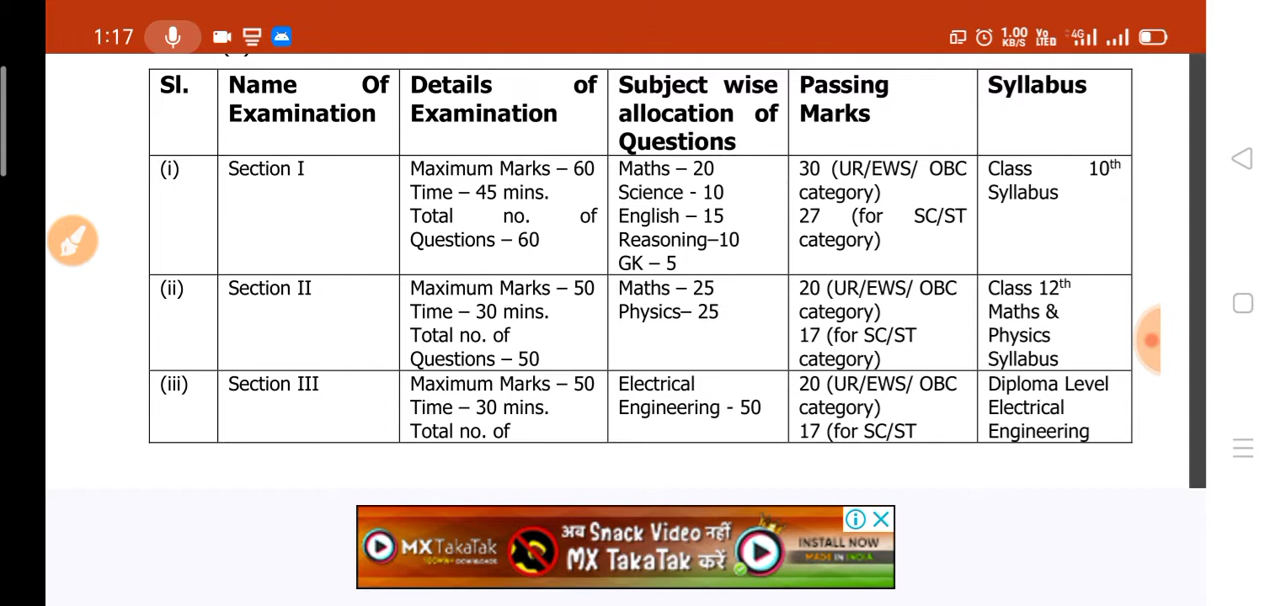 1:17
1.00
KB/S
Vo
LTE
4G
Sl.
Name Of
Examination
Details of
Examination
Subject wise
allocation of
Questions
Passing
Marks
Syllabus
(i)
Section I
Maximum Marks – 60
Time – 45 mins.
Total no. of
Questions – 60
Maths – 20
Science - 10
English – 15
Reasoning–10
GK – 5
30 (UR/EWS/ OBC
category)
27 (for SC/ST
category)
Class 10th
Syllabus
(ii)
Section II
Maximum Marks – 50
Time – 30 mins.
Total no. of
Questions – 50
Maths – 25
Physics– 25
20 (UR/EWS/ OBC
category)
17 (for SC/ST
category)
Class 12th
Maths &
Physics
Syllabus
(iii)
Section III
Maximum Marks – 50
Time – 30 mins.
Total no. of
Electrical
Engineering - 50
20 (UR/EWS/ OBC
category)
17 (for SC/ST
Diploma Level
Electrical
Engineering
MXTakaTak
अब Snack Video नहीं
MX TakaTak करें
INSTALL NOW
MADE IN INDIA